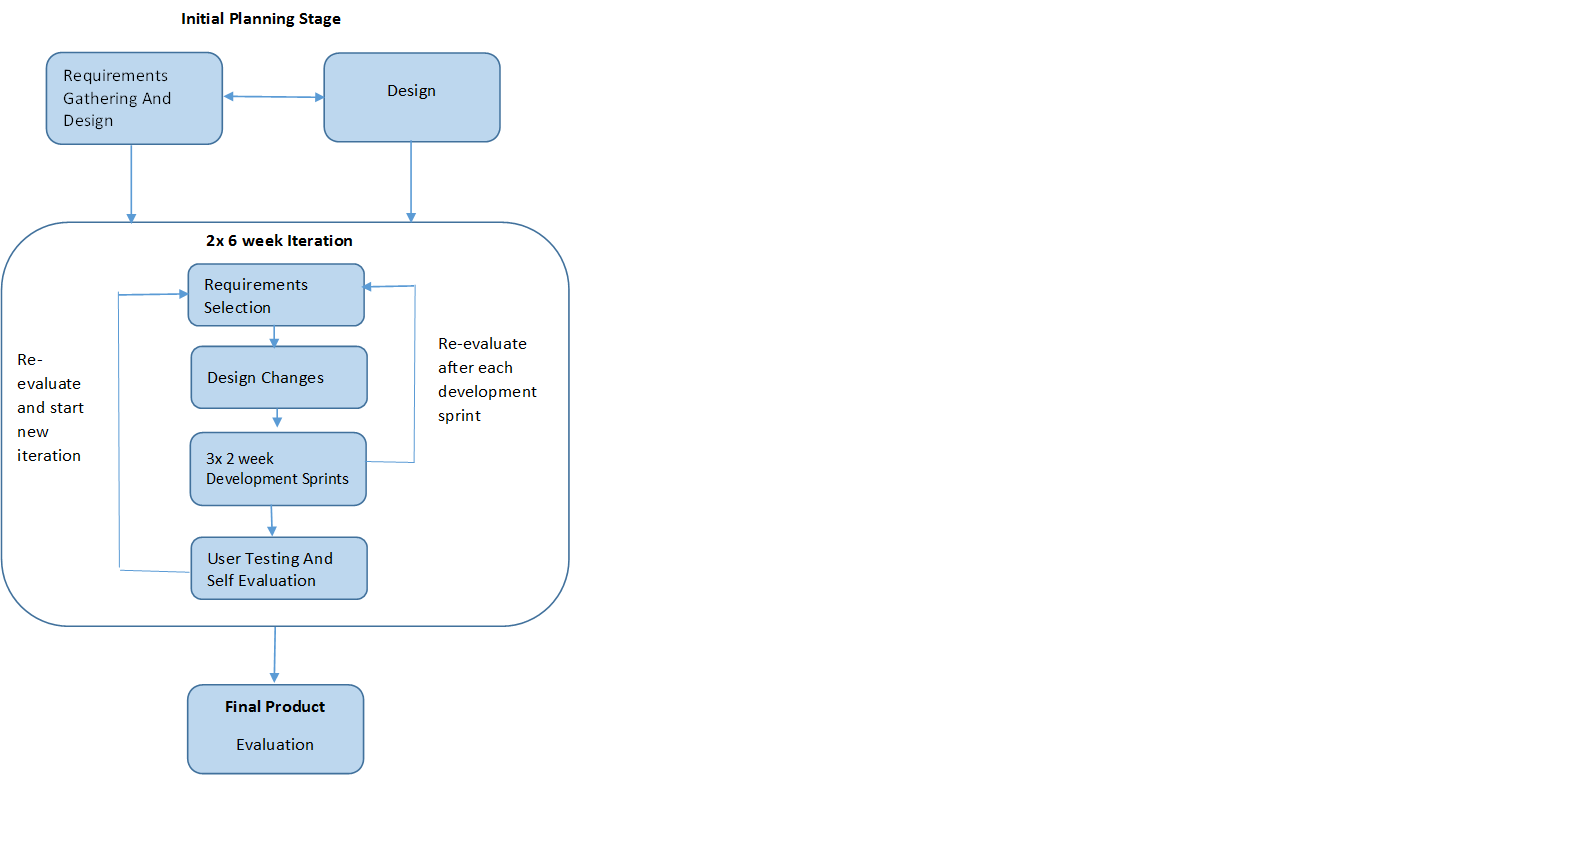 Initial Planning Stage
Requirements
Gathering And
Design
Design
2x 6 week Iteration
Requirements
Selection
Re-
evaluate
and start
new
iteration
Re-evaluate
after each
development
sprint
Design Changes
3x 2 week
Development Sprints
User Testing And
Self Evaluation
Final Product
Evaluation